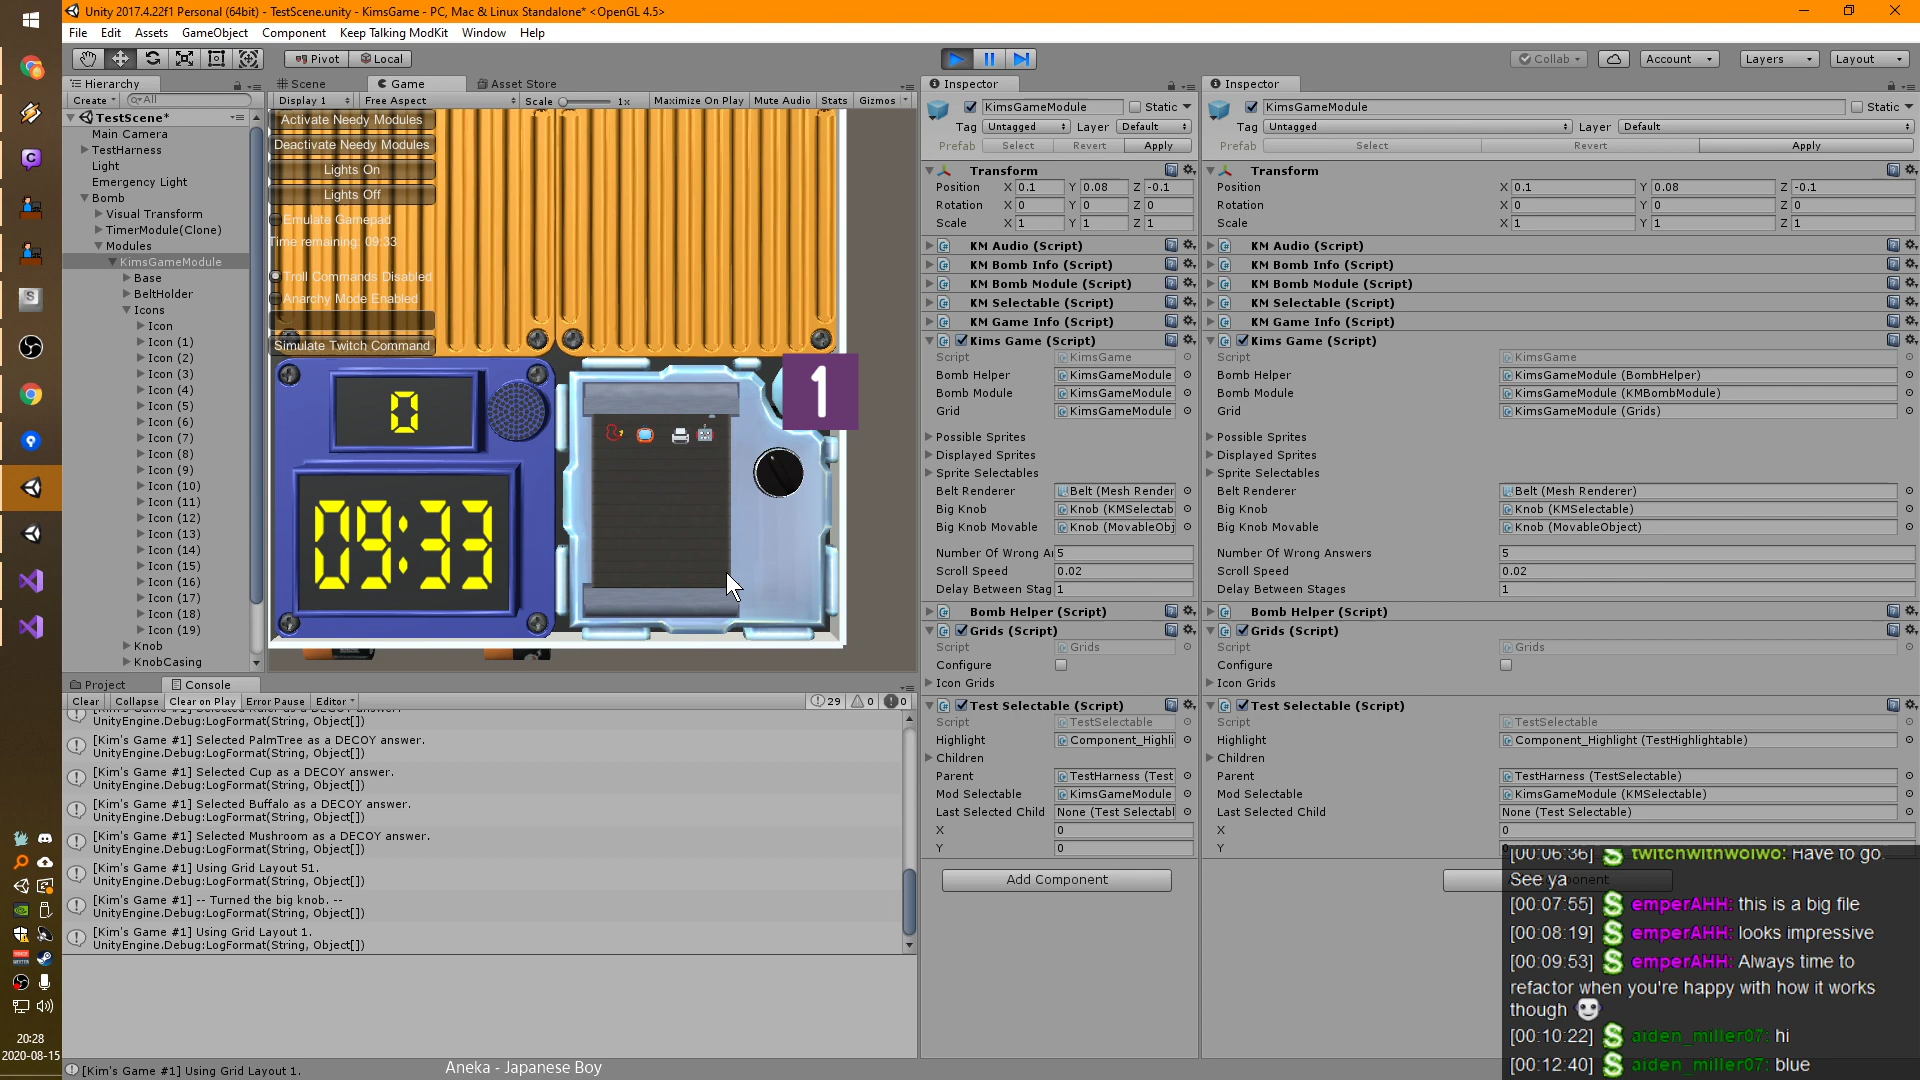 Unity 2017.4.22f1 Personal (64bit) - TestScene.unity - KimsGame - PC, Mac & Linux Standalone* <OpenGL 4.5>
File Edit Assets GameObject Component Keep Talking ModKit Window Help
Pivot Local
Collab Account Layers Layout
Hierarchy
Create All
TestScene*
Main Camera
TestHarness
Light
Emergency Light
Bomb
Visual Transform
TimerModule(Clone)
Modules
KimsGameModule
Base
BeltHolder
Icons
Icon
Icon (1)
Icon (2)
Icon (3)
Icon (4)
Icon (5)
Icon (6)
Icon (7)
Icon (8)
Icon (9)
Icon (10)
Icon (11)
Icon (12)
Icon (13)
Icon (14)
Icon (15)
Icon (16)
Icon (17)
Icon (18)
Icon (19)
Knob
KnobCasing
Scene Game Asset Store
Display 1 Free Aspect Scale 1x Maximize On Play Mute Audio Stats Gizmos
Activate Needy Modules
Deactivate Needy Modules
Lights On
Lights Off
Emulate Gamepad
Time remaining: 09:33
Troll Commands Disabled
Anarchy Mode Enabled
Simulate Twitch Command
0
09:33
1
Project Console
Clear Collapse Clear on Play Error Pause Editor 29 0 0
UnityEngine.Debug:LogFormat(String, Object[])
[Kim's Game #1] Selected PalmTree as a DECOY answer.
UnityEngine.Debug:LogFormat(String, Object[])
[Kim's Game #1] Selected Cup as a DECOY answer.
UnityEngine.Debug:LogFormat(String, Object[])
[Kim's Game #1] Selected Buffalo as a DECOY answer.
UnityEngine.Debug:LogFormat(String, Object[])
[Kim's Game #1] Selected Mushroom as a DECOY answer.
UnityEngine.Debug:LogFormat(String, Object[])
[Kim's Game #1] Using Grid Layout 51.
UnityEngine.Debug:LogFormat(String, Object[])
[Kim's Game #1] -- Turned the big knob. --
UnityEngine.Debug:LogFormat(String, Object[])
[Kim's Game #1] Using Grid Layout 1.
UnityEngine.Debug:LogFormat(String, Object[])
[Kim's Game #1] Using Grid Layout 1.
Aneka - Japanese Boy
20:28
2020-08-15
Inspector
KimsGameModule Static
Tag Untagged Layer Default
Prefab Select Revert Apply
Transform
Position X 0.1 Y 0.08 Z -0.1
Rotation X 0 Y 0 Z 0
Scale X 1 Y 1 Z 1
KM Audio (Script)
KM Bomb Info (Script)
KM Bomb Module (Script)
KM Selectable (Script)
KM Game Info (Script)
Kims Game (Script)
Script KimsGame
Bomb Helper KimsGameModule
Bomb Module KimsGameModule
Grid KimsGameModule
Possible Sprites
Displayed Sprites
Sprite Selectables
Belt Renderer Belt (Mesh Render
Big Knob Knob (KMSelectab
Big Knob Movable Knob (MovableObj
Number Of Wrong A 5
Scroll Speed 0.02
Delay Between Stag 1
Bomb Helper (Script)
Grids (Script)
Script Grids
Configure
Icon Grids
Test Selectable (Script)
Script TestSelectable
Highlight Component_Highli
Children
Parent TestHarness (Test
Mod Selectable KimsGameModule
Last Selected Child None (Test Selectabl
X 0
Y 0
Add Component
Inspector
KimsGameModule Static
Tag Untagged Layer Default
Prefab Select Revert Apply
Transform
Position X 0.1 Y 0.08 Z -0.1
Rotation X 0 Y 0 Z 0
Scale X 1 Y 1 Z 1
KM Audio (Script)
KM Bomb Info (Script)
KM Bomb Module (Script)
KM Selectable (Script)
KM Game Info (Script)
Kims Game (Script)
Script KimsGame
Bomb Helper KimsGameModule (BombHelper)
Bomb Module KimsGameModule (KMBombModule)
Grid KimsGameModule (Grids)
Possible Sprites
Displayed Sprites
Sprite Selectables
Belt Renderer Belt (Mesh Renderer)
Big Knob Knob (KMSelectable)
Big Knob Movable Knob (MovableObject)
Number Of Wrong Answers 5
Scroll Speed 0.02
Delay Between Stages 1
Bomb Helper (Script)
Grids (Script)
Script Grids
Configure
Icon Grids
Test Selectable (Script)
Script TestSelectable
Highlight Component_Highlight (TestHighlightable)
Children
Parent TestHarness (TestSelectable)
Mod Selectable KimsGameModule (KMSelectable)
Last Selected Child None (Test Selectable)
X 0
Y 0
[00:06:36] twitchwithwolwo: Have to go.
See ya
[00:07:55] emperAHH: this is a big file
[00:08:19] emperAHH: looks impressive
[00:09:53] emperAHH: Always time to
refactor when you're happy with how it works
though
[00:10:22] aiden_miller07: hi
[00:12:40] aiden_miller07: blue